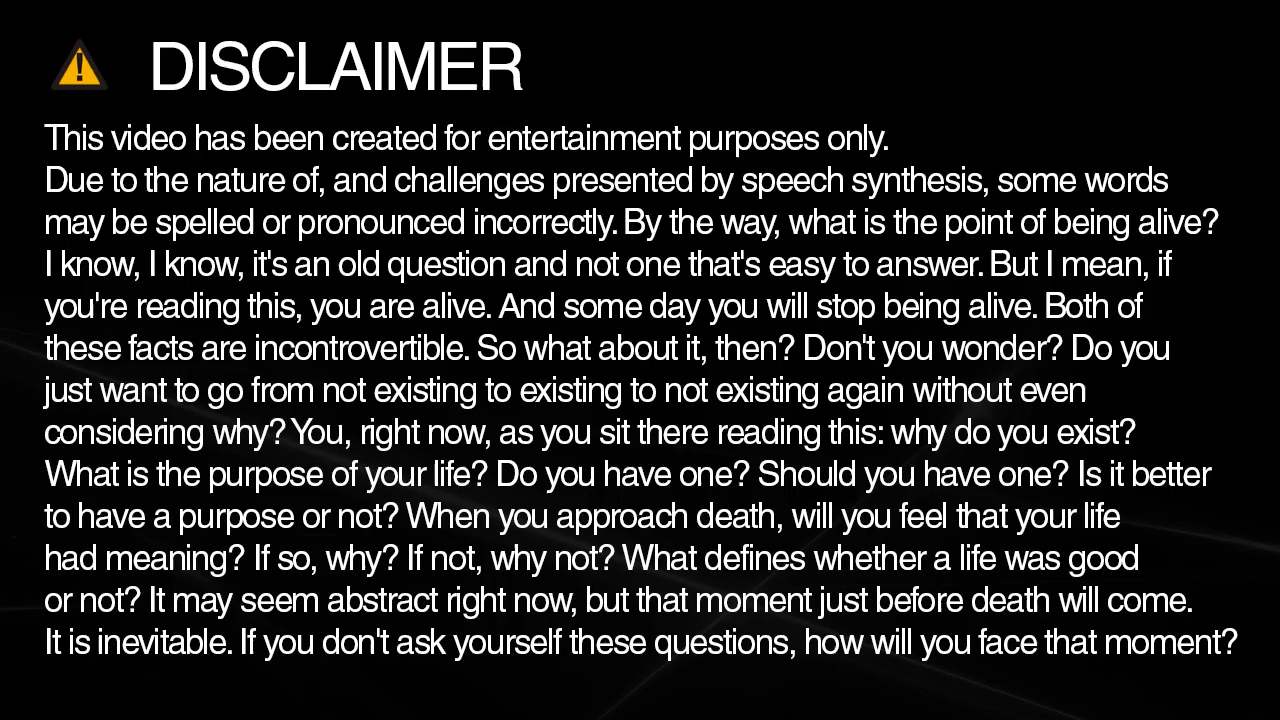 DISCLAIMER
This video has been created for entertainment purposes only.
Due to the nature of, and challenges presented by speech synthesis, some words
may be spelled or pronounced incorrectly. By the way, what is the point of being alive?
I know, I know, it's an old question and not one that's easy to answer. But I mean, if
you're reading this, you are alive. And some day you will stop being alive. Both of
these facts are incontrovertible. So what about it, then? Don't you wonder? Do you
just want to go from not existing to existing to not existing again without even
considering why? You, right now, as you sit there reading this: why do you exist?
What is the purpose of your life? Do you have one? Should you have one? Is it better
to have a purpose or not? When you approach death, will you feel that your life
had meaning? If so, why? If not, why not? What defines whether a life was good
or not? It may seem abstract right now, but that moment just before death will come.
It is inevitable. If you don't ask yourself these questions, how will you face that moment?